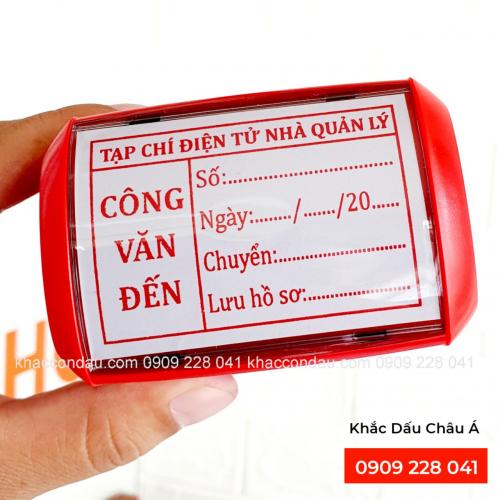 TẠP CHÍ ĐIỆN TỬ NHÀ QUẢN LÝ
CÔNG
VĂN
ĐẾN
Số:................................
Ngày:......./......./20......
Chuyển:......................
Lưu hồ sơ:...................
khaccondau.com 0909 228 041 khaccondau.com 0909 228 041
Khắc Dấu Châu Á
0909 228 041